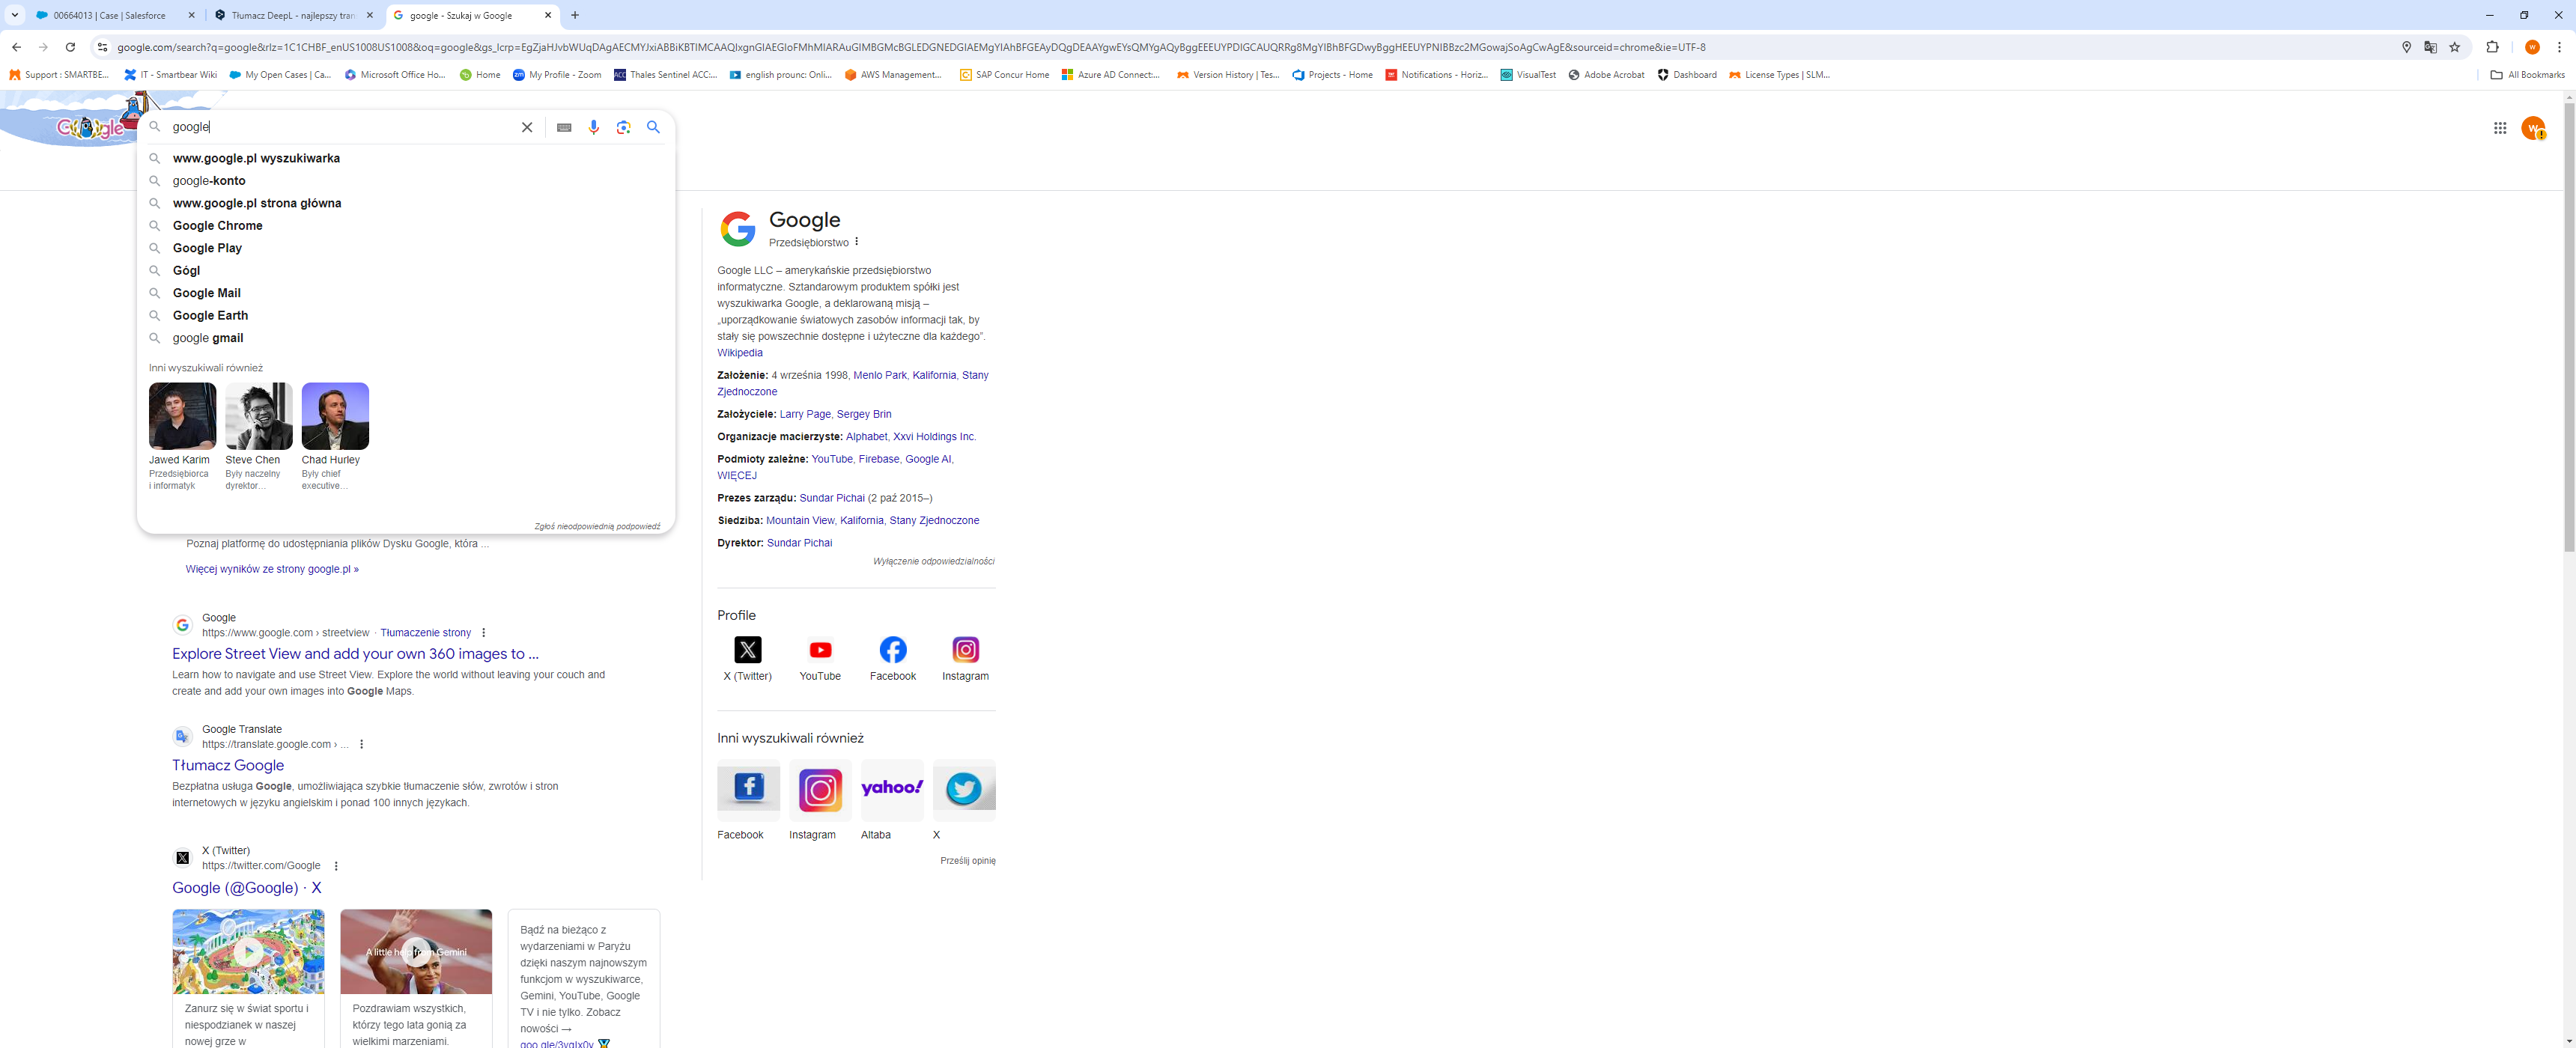 00664013 | Case | Salesforce
Tłumacz DeepL - najlepszy tran
google - Szukaj w Google
google.com/search?q=google&rlz=1C1CHBF_enUS1008US1008&oq=google&gs_lcrp=EgZjaHJvbWUqDAgAECMYJxiABBiKBTIMCAAQIxgnGIAEGIoFMhMIARAuGIMBGMcBGLEDGNEDGIAEMgYIAhBFGEAyDQgDEAAYgwEYsQMYgAQyBggEEEUYPDIGCAUQRRg8MgYIBhBFGDwyBggHEEUYPNIBBzc2MGowajSoAgCwAgE&sourceid=chrome&ie=UTF-8
Support : SMARTBE...
IT - Smartbear Wiki
My Open Cases | Ca...
Microsoft Office Ho...
Home
My Profile - Zoom
Thales Sentinel ACC:...
english prounc: Onli...
AWS Management...
SAP Concur Home
Azure AD Connect:...
Version History | Tes...
Projects - Home
Notifications - Horiz...
VisualTest
Adobe Acrobat
Dashboard
License Types | SLM...
All Bookmarks
google
www.google.pl wyszukiwarka
google-konto
www.google.pl strona główna
Google Chrome
Google Play
Gógl
Google Mail
Google Earth
google gmail
Inni wyszukiwali również
Jawed Karim
Przedsiębiorca
i informatyk
Steve Chen
Były naczelny
dyrektor...
Chad Hurley
Były chief
executive...
Zgłoś nieodpowiednią podpowiedź
Poznaj platformę do udostępniania plików Dysku Google, która ...
Więcej wyników ze strony google.pl »
Google
https://www.google.com › streetview · Tłumaczenie strony
Explore Street View and add your own 360 images to ...
Learn how to navigate and use Street View. Explore the world without leaving your couch and
create and add your own images into Google Maps.
Google Translate
https://translate.google.com › ...
Tłumacz Google
Bezpłatna usługa Google, umożliwiająca szybkie tłumaczenie słów, zwrotów i stron
internetowych w języku angielskim i ponad 100 innych językach.
X (Twitter)
https://twitter.com/Google
Google (@Google) · X
A little help from Gemini
Zanurz się w świat sportu i
niespodzianek w naszej
nowej grze w
Pozdrawiam wszystkich,
którzy tego lata gonią za
wielkimi marzeniami.
Bądź na bieżąco z
wydarzeniami w Paryżu
dzięki naszym najnowszym
funkcjom w wyszukiwarce,
Gemini, YouTube, Google
TV i nie tylko. Zobacz
nowości →
Google
Przedsiębiorstwo
Google LLC – amerykańskie przedsiębiorstwo
informatyczne. Sztandarowym produktem spółki jest
wyszukiwarka Google, a deklarowaną misją –
„uporządkowanie światowych zasobów informacji tak, by
stały się powszechnie dostępne i użyteczne dla każdego”.
Wikipedia
Założenie: 4 września 1998, Menlo Park, Kalifornia, Stany
Zjednoczone
Założyciele: Larry Page, Sergey Brin
Organizacje macierzyste: Alphabet, Xxvi Holdings Inc.
Podmioty zależne: YouTube, Firebase, Google AI,
WIĘCEJ
Prezes zarządu: Sundar Pichai (2 paź 2015–)
Siedziba: Mountain View, Kalifornia, Stany Zjednoczone
Dyrektor: Sundar Pichai
Wyłączenie odpowiedzialności
Profile
X (Twitter)
YouTube
Facebook
Instagram
Inni wyszukiwali również
yahoo!
Facebook
Instagram
Altaba
X
Prześlij opinię